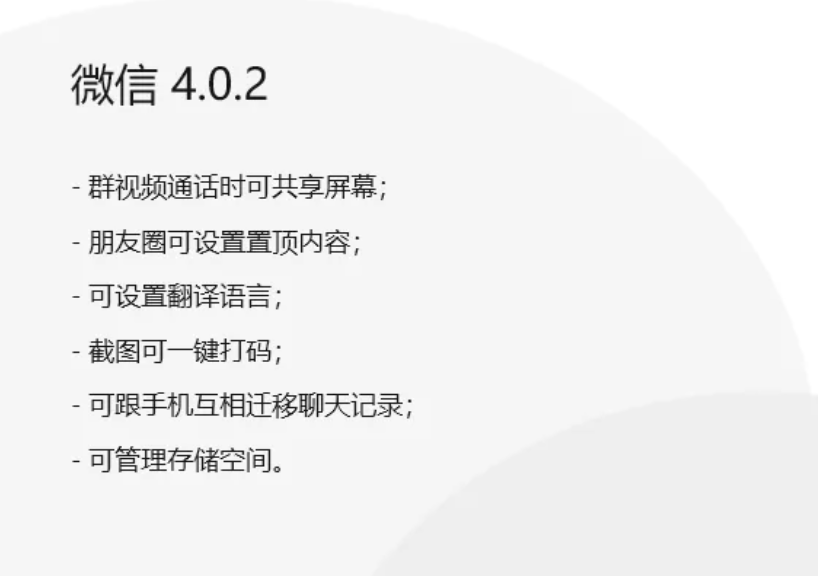 微信 4.0.2
- 群视频通话时可共享屏幕；
- 朋友圈可设置置顶内容；
- 可设置翻译语言；
- 截图可一键打码；
- 可跟手机互相迁移聊天记录；
- 可管理存储空间。